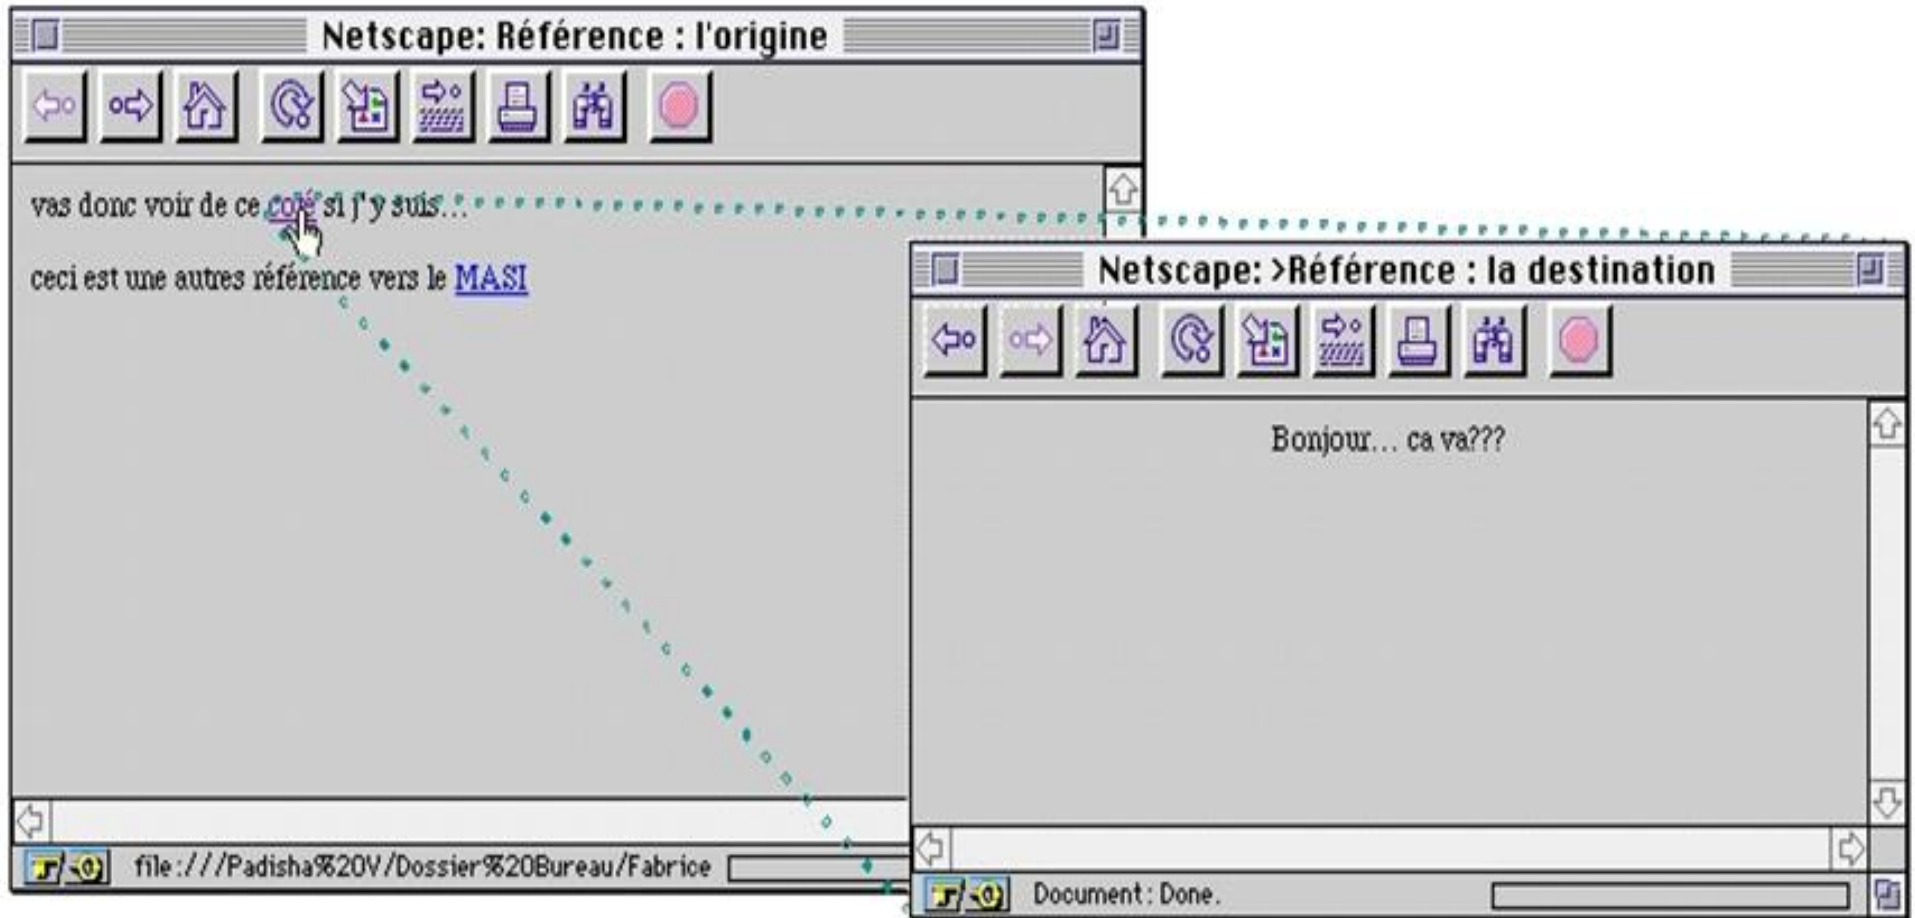 Netscape: Référence : l'origine
vas donc voir de ce coté si j'y suis...
ceci est une autres référence vers le MASI
file:///Padisha%20V/Dossier%20Bureau/Fabrice
Netscape: >Référence : la destination
Bonjour... ca va???
Document: Done.